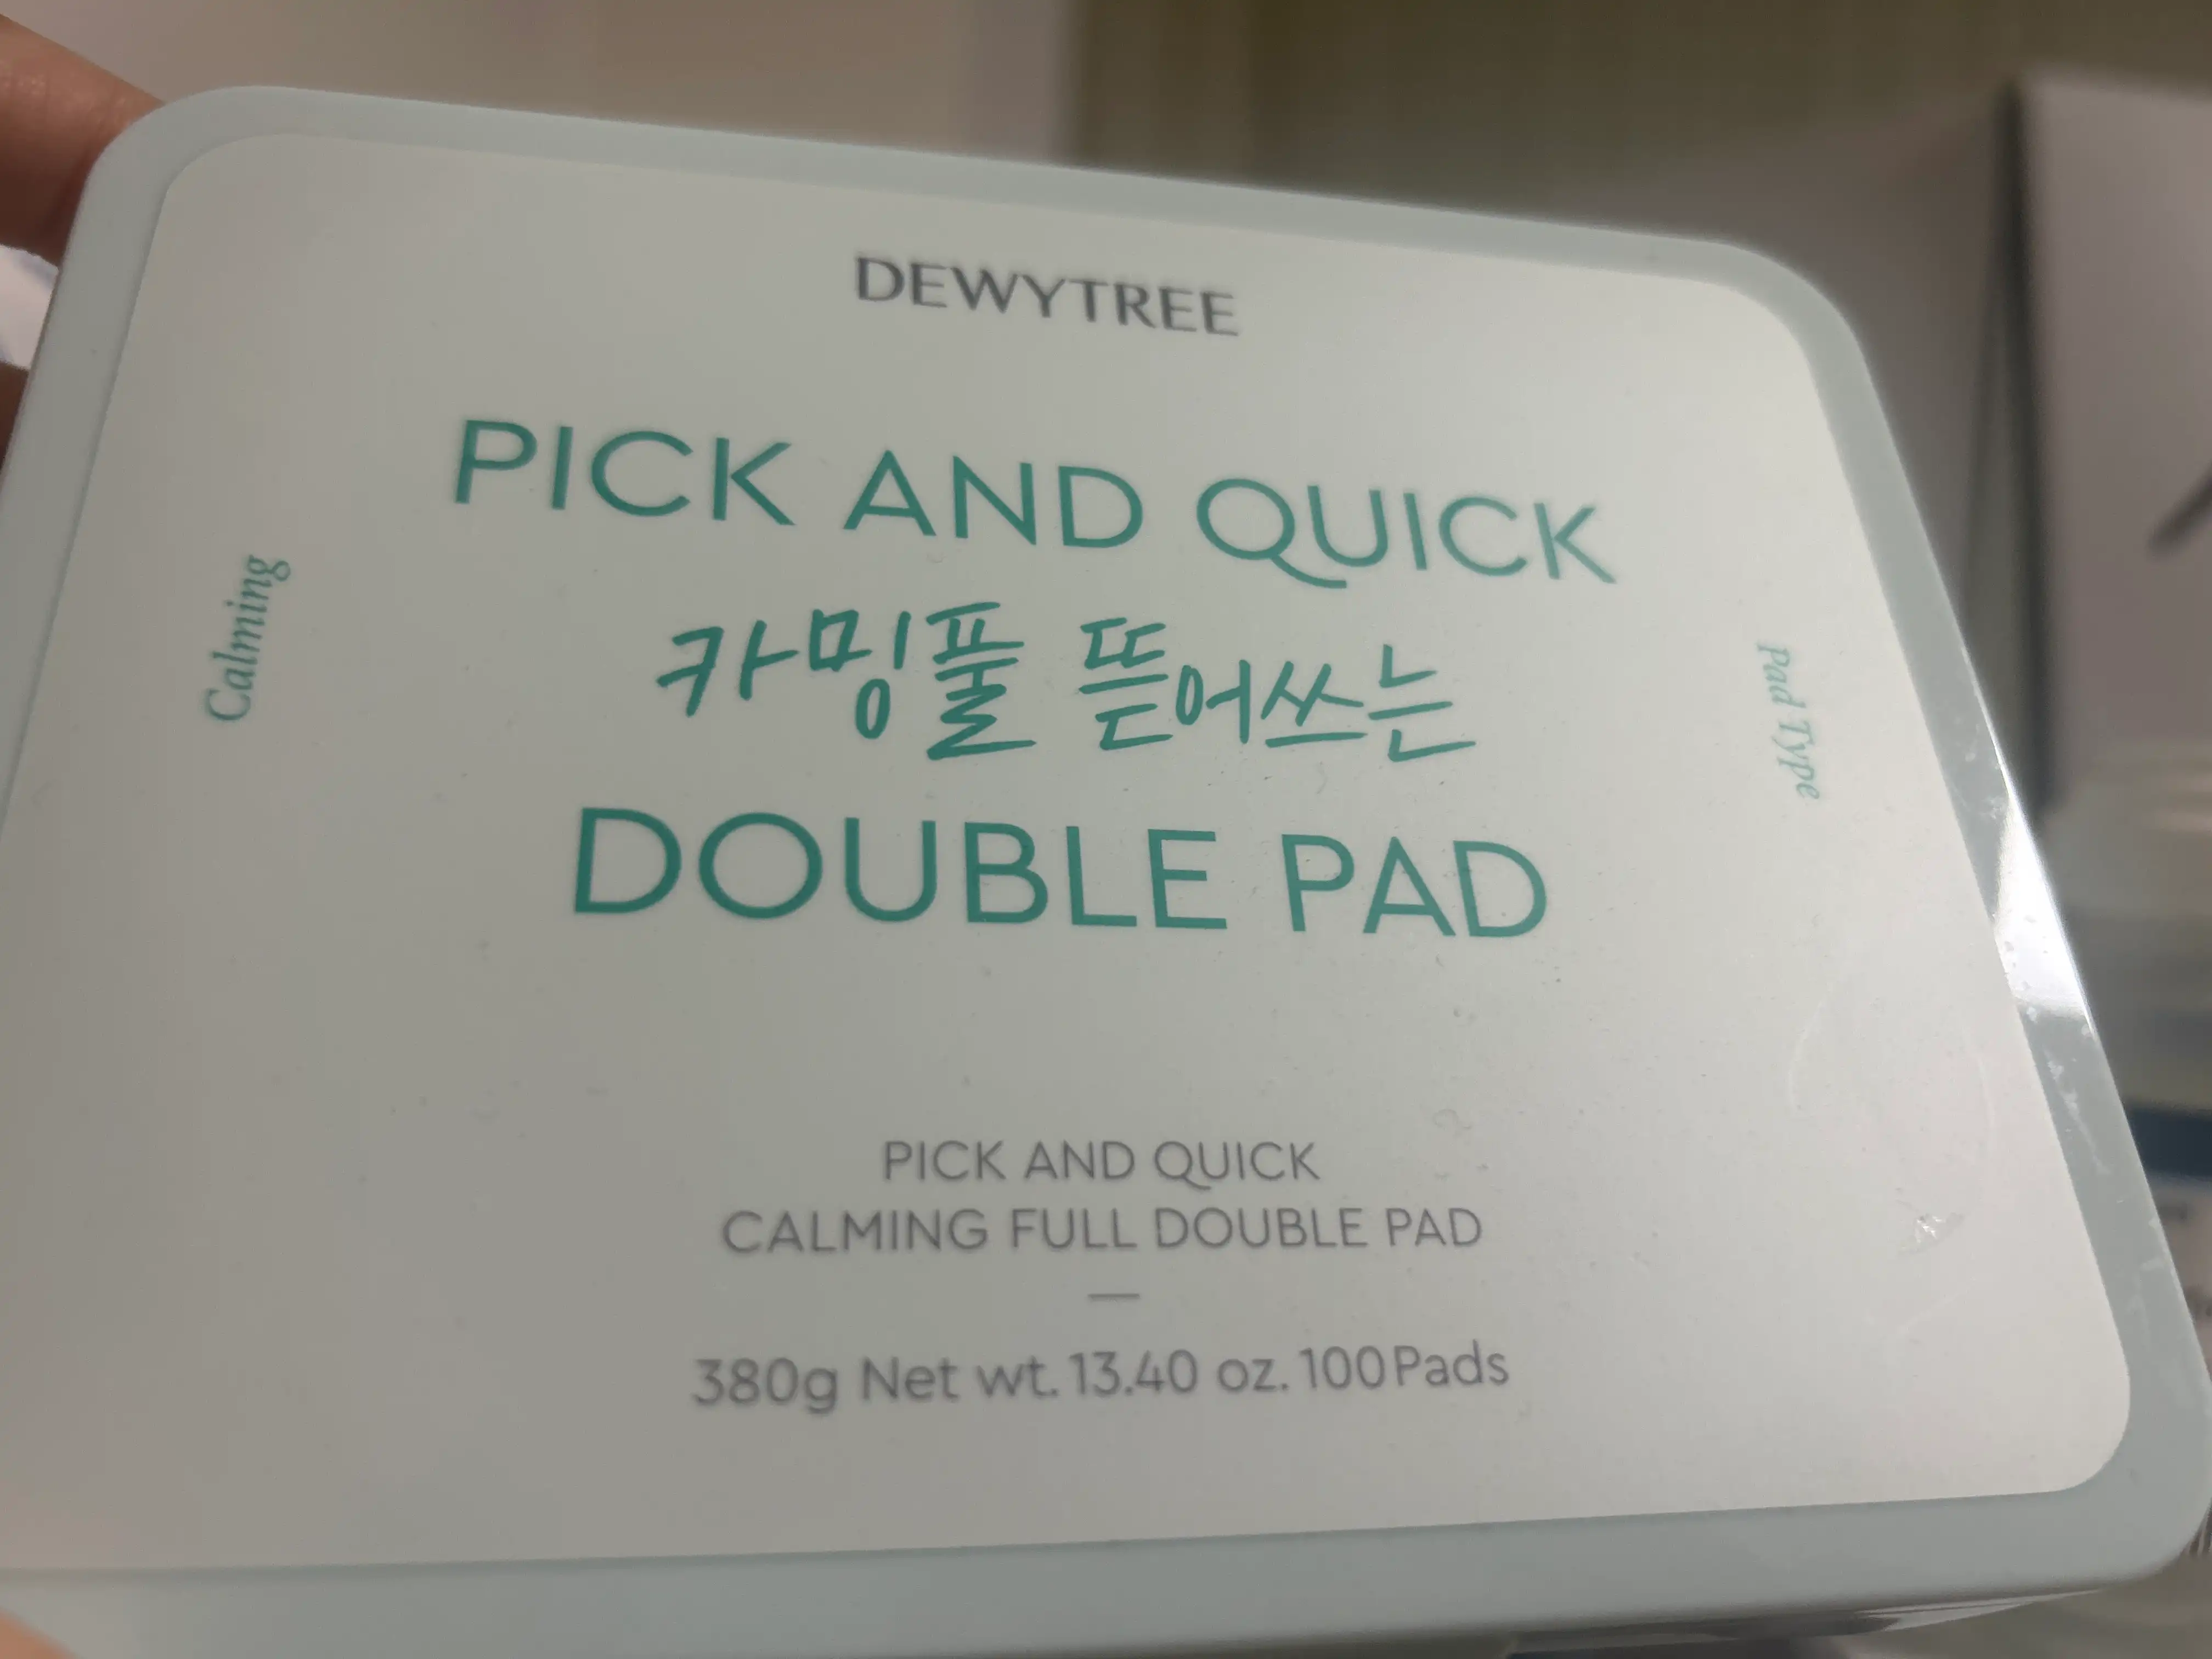 DEWYTREE
PICK AND QUICK
카밍풀 뜯어쓰는
DOUBLE PAD
Calming
Pad Type
PICK AND QUICK
CALMING FULL DOUBLE PAD
380g Net wt. 13.40 oz. 100 Pads